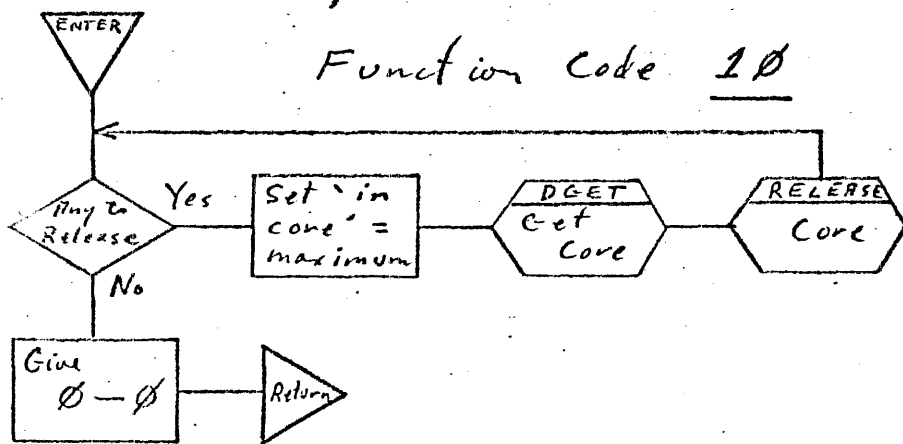 ENTER
Function Code 1Ø
Any to
Release
Yes
No
Set 'in
core' =
maximum
DGET
Get
Core
RELEASE
Core
Give
Ø — Ø
Return